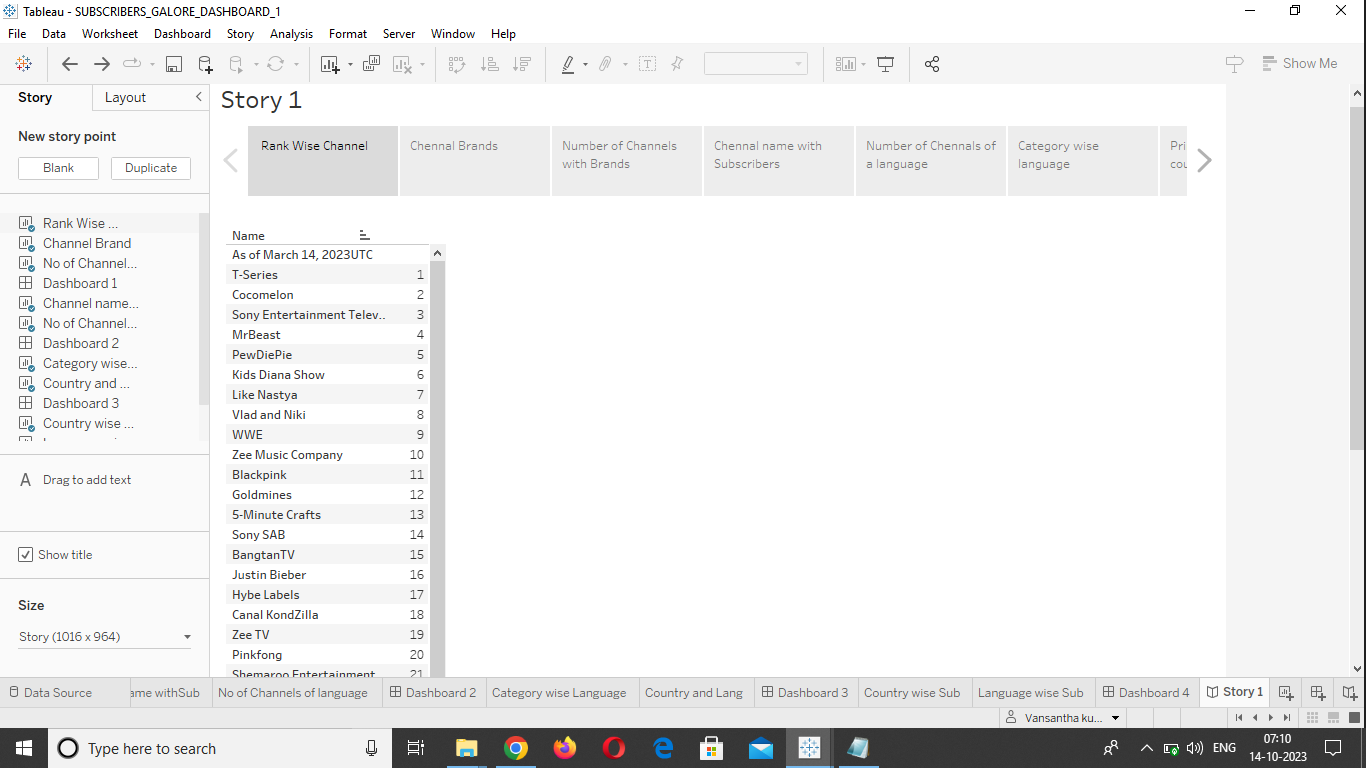 Tableau - SUBSCRIBERS_GALORE_DASHBOARD_1
File Data Worksheet Dashboard Story Analysis Format Server Window Help
Show Me
Story Layout
New story point
Blank Duplicate
Rank Wise ...
Channel Brand
No of Channel...
Dashboard 1
Channel name...
No of Channel...
Dashboard 2
Category wise...
Country and ...
Dashboard 3
Country wise ...
A Drag to add text
Show title
Size
Story (1016 x 964)
Story 1
Rank Wise Channel
Chennal Brands
Number of Channels
with Brands
Chennal name with
Subscribers
Number of Chennals of
a language
Category wise
language
Pri
cou
Name
As of March 14, 2023UTC
T-Series 1
Cocomelon 2
Sony Entertainment Telev.. 3
MrBeast 4
PewDiePie 5
Kids Diana Show 6
Like Nastya 7
Vlad and Niki 8
WWE 9
Zee Music Company 10
Blackpink 11
Goldmines 12
5-Minute Crafts 13
Sony SAB 14
BangtanTV 15
Justin Bieber 16
Hybe Labels 17
Canal KondZilla 18
Zee TV 19
Pinkfong 20
Shemaroo Entertainment 21
Data Source ame withSub No of Channels of language Dashboard 2 Category wise Language Country and Lang Dashboard 3 Country wise Sub Language wise Sub Dashboard 4 Story 1
Vansantha ku...
Type here to search
ENG
07:10
14-10-2023